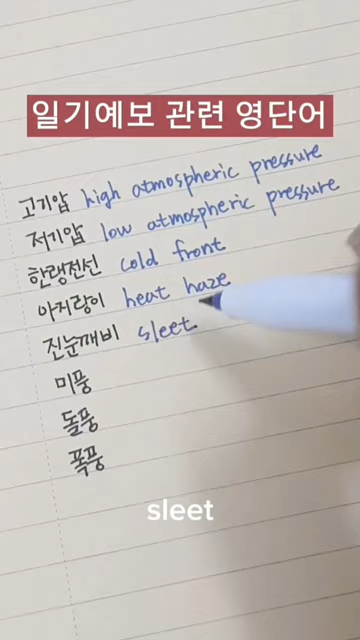 일기예보 관련 영단어
고기압 high atmospheric pressure
저기압 low atmospheric pressure
한랭전선 cold front
아지랑이 heat haze
진눈깨비 sleet
미풍
돌풍
폭풍
sleet